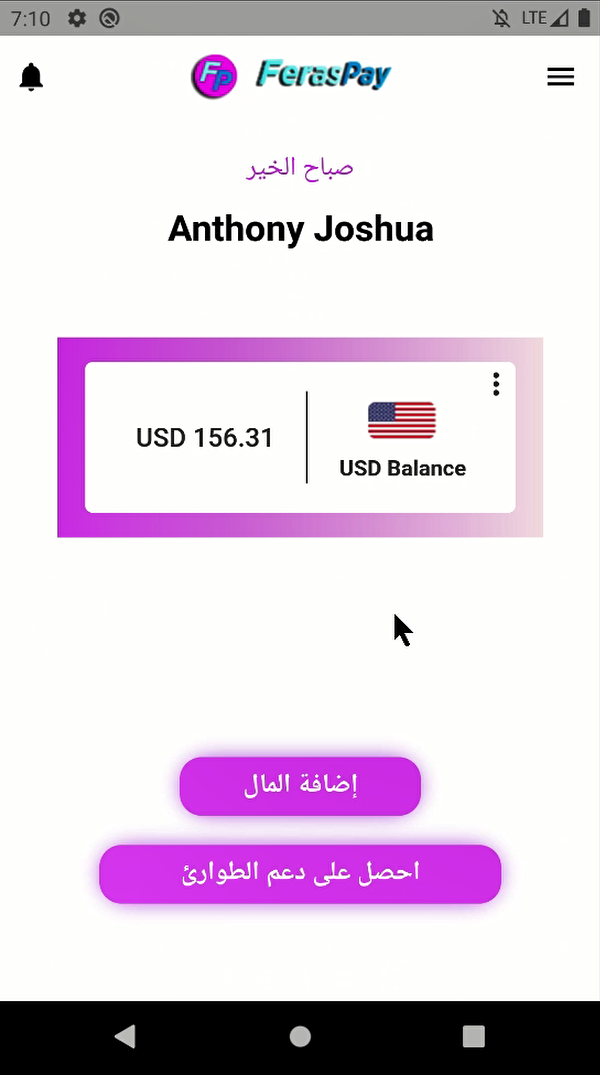 7:10 LTE
Fp FerasPay
صباح الخير
Anthony Joshua
USD 156.31
USD Balance
إضافة المال
احصل على دعم الطوارئ